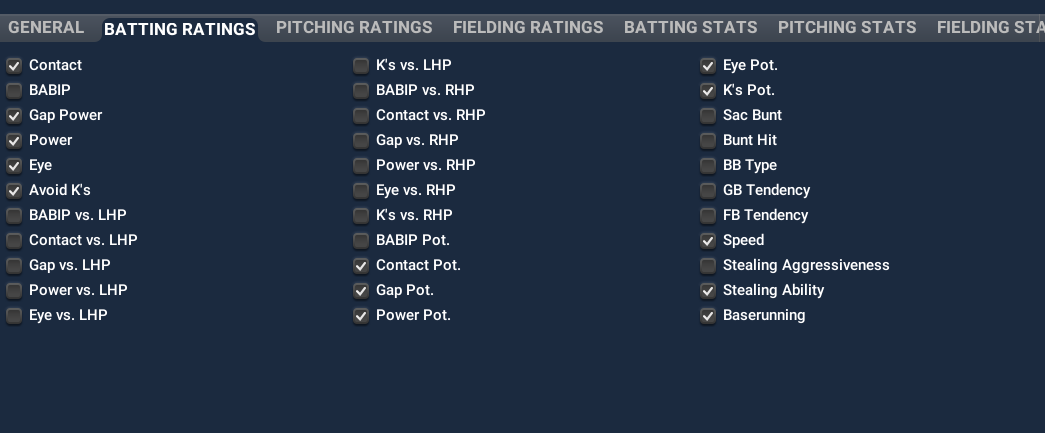 GENERAL BATTING RATINGS PITCHING RATINGS FIELDING RATINGS BATTING STATS PITCHING STATS FIELDING STA
Contact
BABIP
Gap Power
Power
Eye
Avoid K's
BABIP vs. LHP
Contact vs. LHP
Gap vs. LHP
Power vs. LHP
Eye vs. LHP
K's vs. LHP
BABIP vs. RHP
Contact vs. RHP
Gap vs. RHP
Power vs. RHP
Eye vs. RHP
K's vs. RHP
BABIP Pot.
Contact Pot.
Gap Pot.
Power Pot.
Eye Pot.
K's Pot.
Sac Bunt
Bunt Hit
BB Type
GB Tendency
FB Tendency
Speed
Stealing Aggressiveness
Stealing Ability
Baserunning